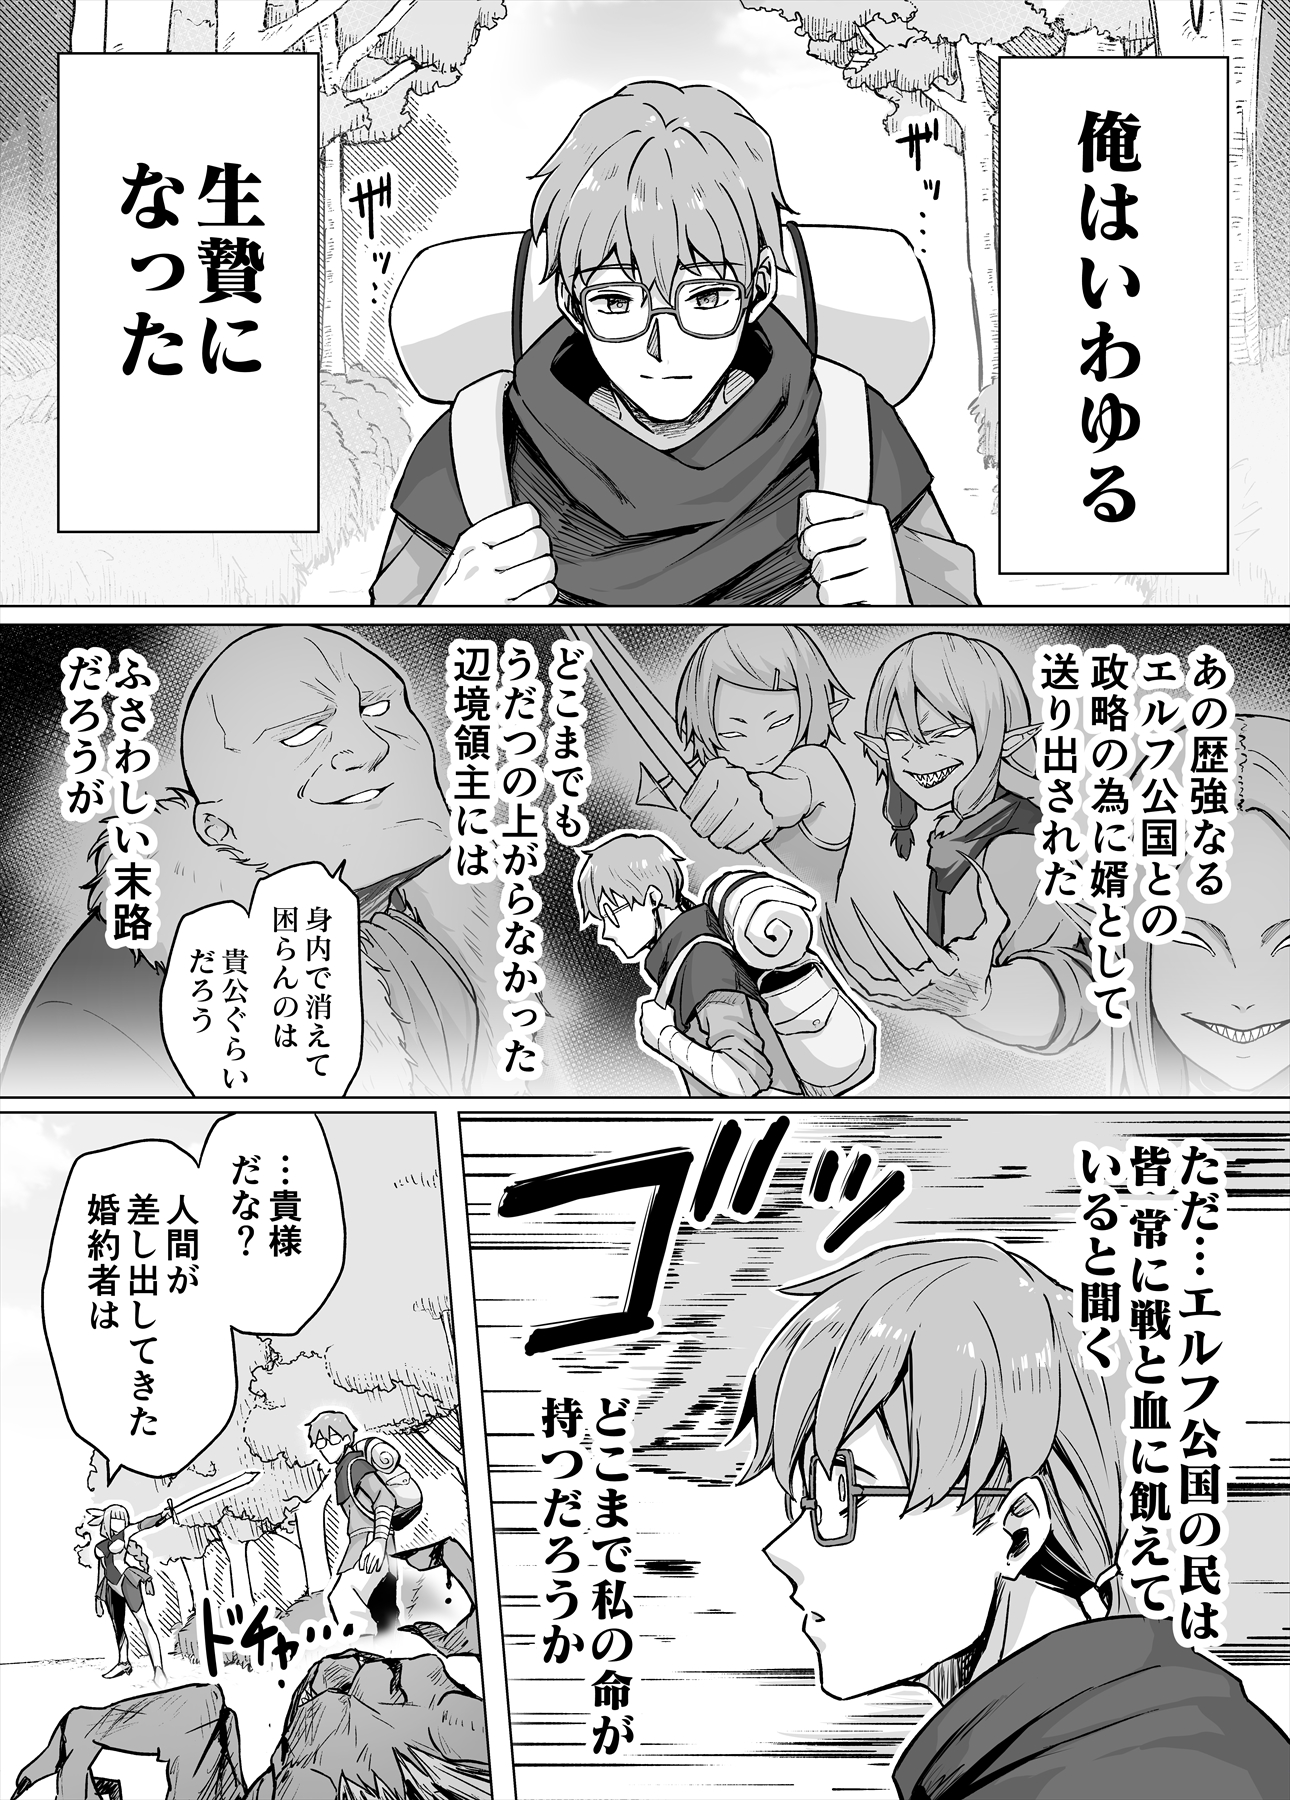 俺はいわゆる
ザッ…
ザッ…
生贄に
なった
あの歴強なる
エルフ公国との
政略の為に婿として
送り出された
どこまでも
うだつの上がらなかった
辺境領主には
身内で消えて
困らんのは
貴公ぐらい
だろう
ふさわしい末路
だろうが
ただ…エルフ公国の民は
皆、常に戦と血に飢えて
いると聞く
ゴッ
どこまで私の命が
持つだろうか
…貴様
だな?
人間が
差し出してきた
婚約者は
ドチャ…